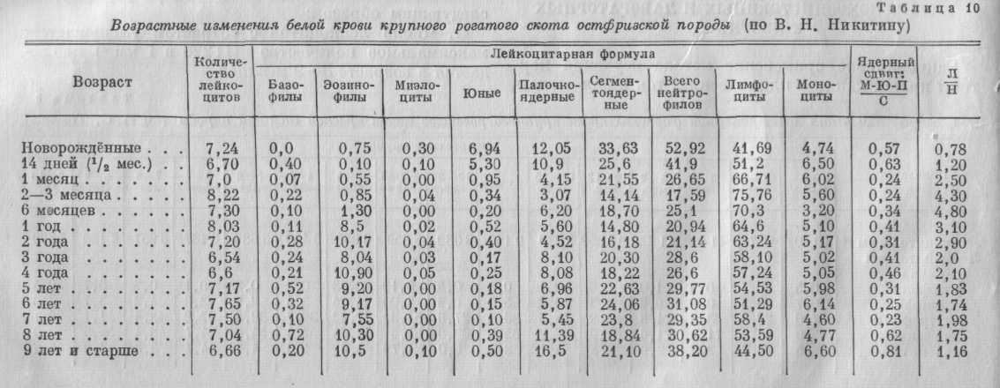 Таблица 10
Возрастные изменения белой крови крупного рогатого скота остфризской породы (по В. Н. Никитину)
Возраст | Количество лейкоцитов | Лейкоцитарная формула | Ядерный сдвиг: М-Ю-П / С | Л / Н
Базофилы | Эозинофилы | Миэлоциты | Юные | Палочкоядерные | Сегментоядерные | Всего нейтрофилов | Лимфоциты | Моноциты
Новорождённые . . . 7,24 0,0 0,75 0,30 6,94 12,05 33,63 52,92 41,69 4,74 0,57 0,78
14 дней (1/2 мес.) . . 6,70 0,40 0,10 0,10 5,30 10,9 25,6 41,9 51,2 6,50 0,63 1,20
1 месяц . . . . . . . 7,0 0,07 0,55 0,00 0,95 4,15 21,55 26,65 66,71 6,02 0,24 2,50
2—3 месяца . . . . . 8,22 0,22 0,85 0,04 0,34 3,07 14,14 17,59 75,76 5,60 0,24 4,30
6 месяцев . . . . . . 7,30 0,10 1,30 0,00 0,20 6,20 18,70 25,1 70,3 3,20 0,34 4,80
1 год . . . . . . . . 8,03 0,11 8,5 0,02 0,52 5,60 14,80 20,94 64,6 5,10 0,41 3,10
2 года . . . . . . . 7,20 0,28 10,17 0,04 0,40 4,52 16,18 21,14 63,24 5,17 0,31 2,90
3 года . . . . . . . 6,54 0,24 8,04 0,03 0,17 8,10 20,30 28,6 58,10 5,02 0,41 2,0
4 года . . . . . . . 6,6 0,21 10,90 0,05 0,25 8,08 18,22 26,6 57,24 5,05 0,46 2,10
5 лет . . . . . . . . 7,17 0,52 9,20 0,00 0,18 6,96 22,63 29,77 54,53 5,98 0,31 1,83
6 лет . . . . . . . . 7,65 0,32 9,17 0,00 0,15 5,87 24,06 31,08 51,29 6,14 0,25 1,74
7 лет . . . . . . . . 7,50 0,10 7,55 0,00 0,10 5,45 23,8 29,35 58,4 4,60 0,23 1,98
8 лет . . . . . . . . 7,04 0,72 10,30 0,00 0,39 11,39 18,84 30,62 53,59 4,77 0,62 1,75
9 лет и старше . . . 6,66 0,20 10,5 0,10 0,50 16,5 21,10 38,20 44,50 6,60 0,81 1,16